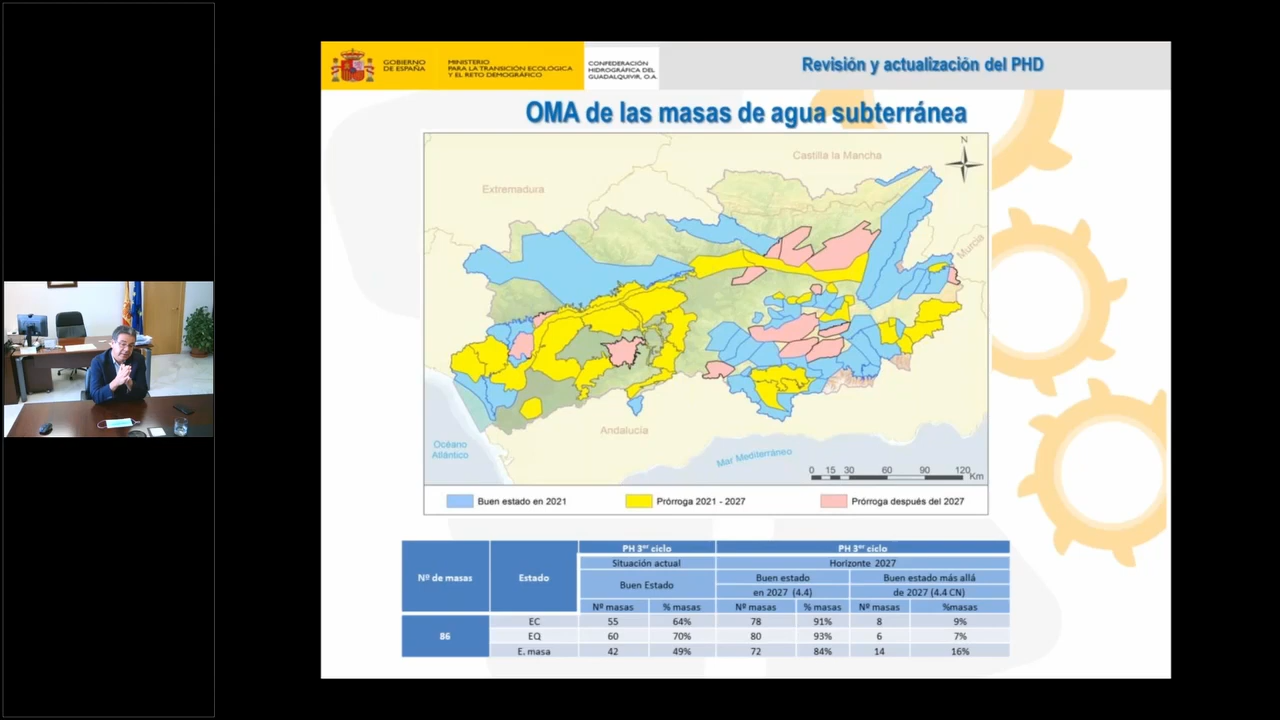 GOBIERNO
DE ESPAÑA
MINISTERIO
PARA LA TRANSICIÓN ECOLÓGICA
Y EL RETO DEMOGRÁFICO
CONFEDERACIÓN
HIDROGRÁFICA DEL
GUADALQUIVIR, O.A.
Revisión y actualización del PHD
OMA de las masas de agua subterránea
N
Castilla la Mancha
Extremadura
Murcia
Andalucía
Océano
Atlántico
Mar Mediterráneo
0 15 30 60 90 120
Km
Buen estado en 2021
Prórroga 2021 - 2027
Prórroga después del 2027
Nº de masas
Estado
PH 3er ciclo
PH 3er ciclo
Situación actual
Horizonte 2027
Buen Estado
Buen estado
en 2027 (4.4)
Buen estado más allá
de 2027 (4.4 CN)
Nº masas % masas Nº masas % masas Nº masas %masas
86
EC 55 64% 78 91% 8 9%
EQ 60 70% 80 93% 6 7%
E. masa 42 49% 72 84% 14 16%